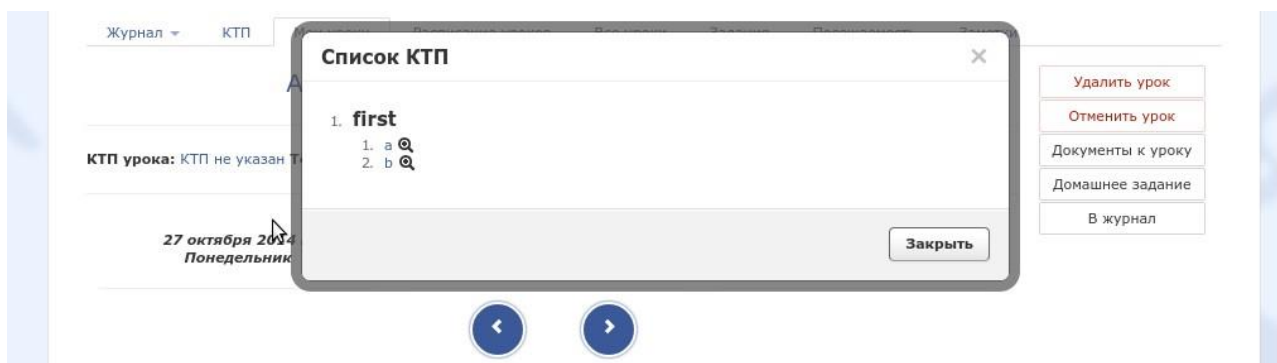 Журнал КТП
Список КТП
Удалить урок
Отменить урок
Документы к уроку
Домашнее задание
В журнал
1. first
1. a
2. b
КТП урока: КТП не указан
27 октября 2014
Понедельник
Закрыть